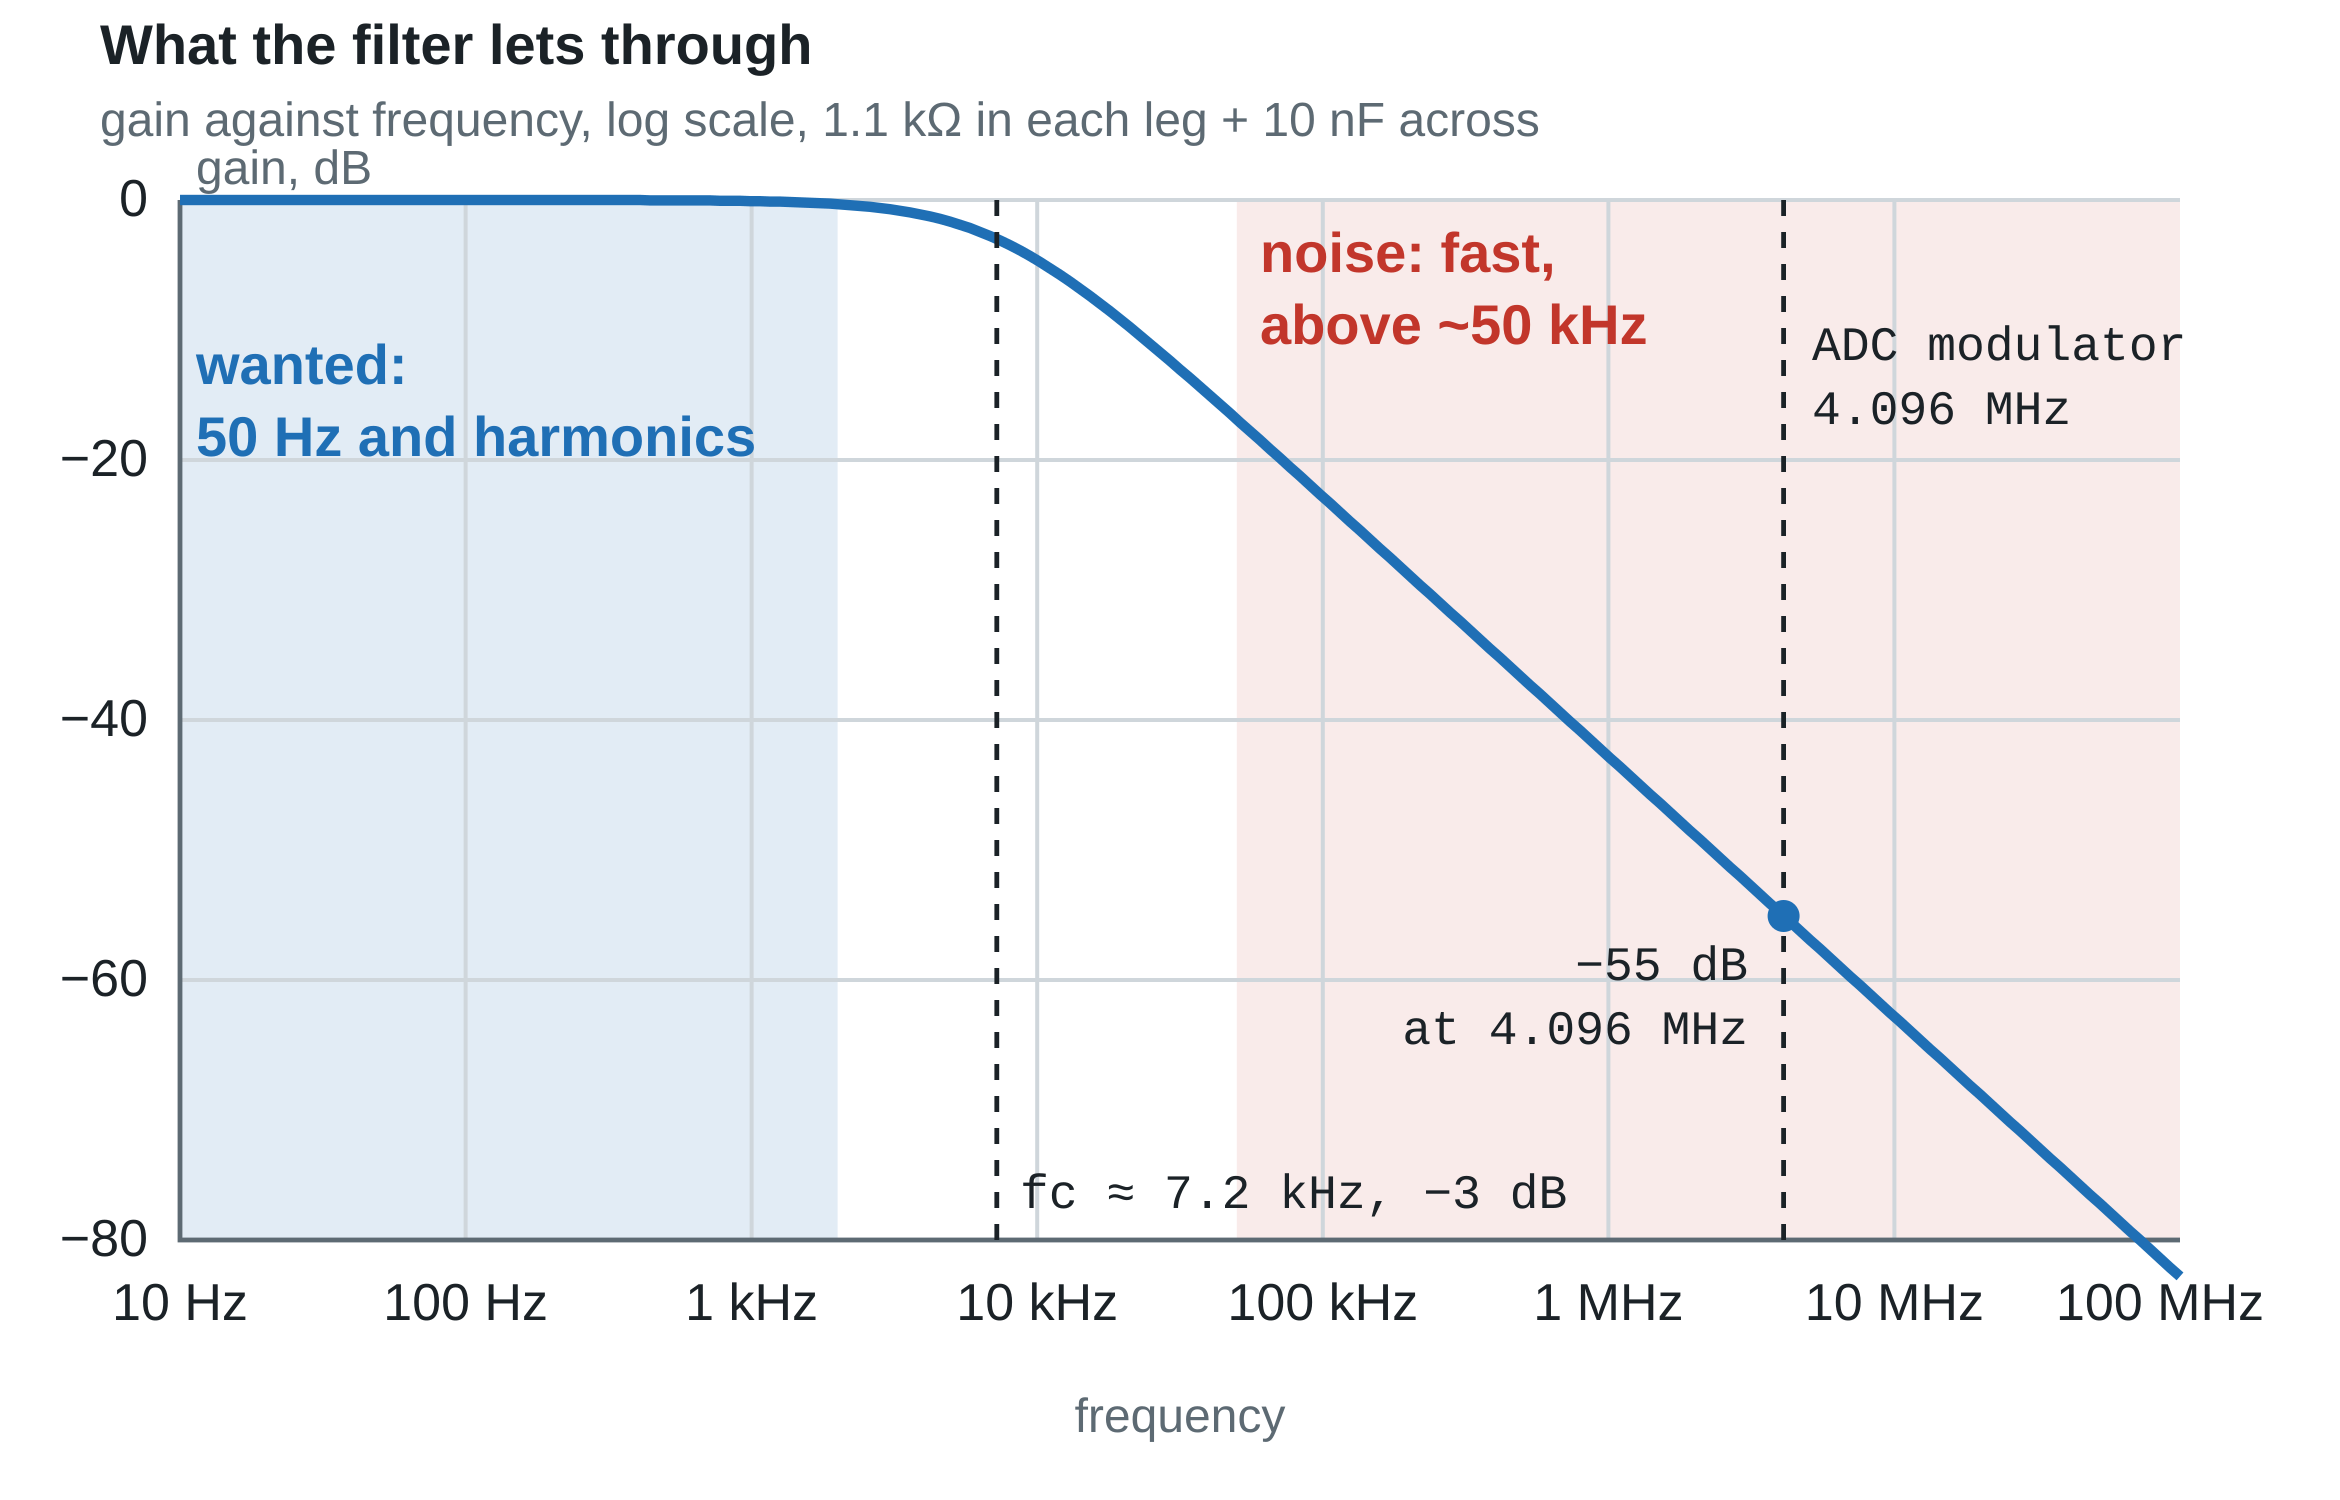 What the filter lets through
gain against frequency, log scale, 1.1 kΩ in each leg + 10 nF across
gain, dB
0
noise: fast,
above ~50 kHz
ADC modulator
4.096 MHz
wanted:
50 Hz and harmonics
−20
−40
−55 dB
at 4.096 MHz
−60
fc ≈ 7.2 kHz, −3 dB
−80
10 Hz 100 Hz 1 kHz 10 kHz 100 kHz 1 MHz 10 MHz 100 MHz
frequency